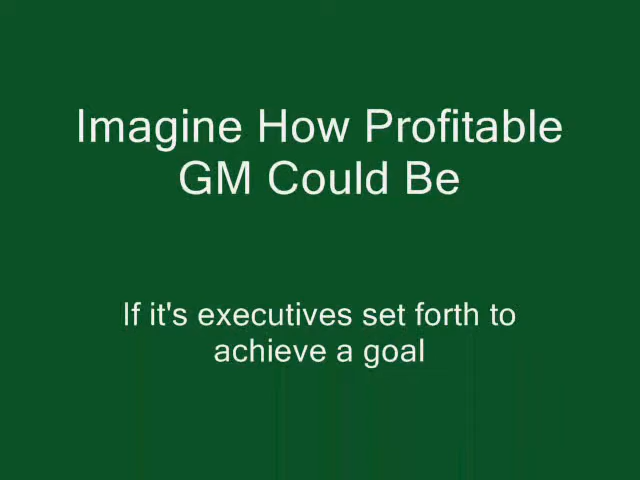 Imagine How Profitable
GM Could Be
If it's executives set forth to
achieve a goal